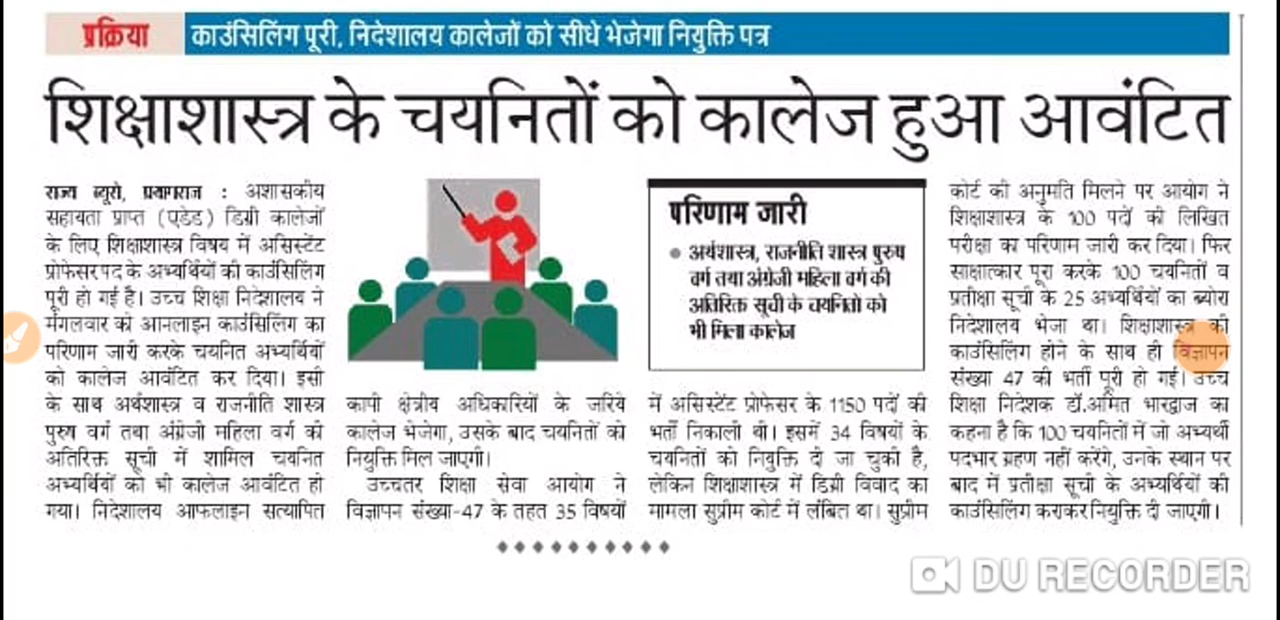 प्रक्रिया
काउंसिलिंग पूरी, निदेशालय कालेजों को सीधे भेजेगा नियुक्ति पत्र
शिक्षाशास्त्र के चयनितों को कालेज हुआ आवंटित
राज्य ब्यूरो, प्रयागराज : अशासकीय
सहायता प्राप्त (एडेड) डिग्री कालेजों
के लिए शिक्षाशास्त्र विषय में असिस्टेंट
प्रोफेसर पद के अभ्यर्थियों की काउंसिलिंग
पूरी हो गई है। उच्च शिक्षा निदेशालय ने
मंगलवार को आनलाइन काउंसिलिंग का
परिणाम जारी करके चयनित अभ्यर्थियों
को कालेज आवंटित कर दिया। इसी
के साथ अर्थशास्त्र व राजनीति शास्त्र
पुरुष वर्ग तथा अंग्रेजी महिला वर्ग की
अतिरिक्त सूची में शामिल चयनित
अभ्यर्थियों को भी कालेज आवंटित हो
गया। निदेशालय आफलाइन सत्यापित
कापी क्षेत्रीय अधिकारियों के जरिये
कालेज भेजेगा, उसके बाद चयनितों को
नियुक्ति मिल जाएगी।
उच्चतर शिक्षा सेवा आयोग ने
विज्ञापन संख्या-47 के तहत 35 विषयों
परिणाम जारी
● अर्थशास्त्र, राजनीति शास्त्र पुरुष
वर्ग तथा अंग्रेजी महिला वर्ग की
अतिरिक्त सूची के चयनितों को
भी मिला कालेज
में असिस्टेंट प्रोफेसर के 1150 पदों की
भर्ती निकाली थी। इसमें 34 विषयों के
चयनितों को नियुक्ति दी जा चुकी है,
लेकिन शिक्षाशास्त्र में डिग्री विवाद का
मामला सुप्रीम कोर्ट में लंबित था। सुप्रीम
कोर्ट की अनुमति मिलने पर आयोग ने
शिक्षाशास्त्र के 100 पदों की लिखित
परीक्षा का परिणाम जारी कर दिया। फिर
साक्षात्कार पूरा करके 100 चयनितों व
प्रतीक्षा सूची के 25 अभ्यर्थियों का ब्योरा
निदेशालय भेजा था। शिक्षाशास्त्र की
काउंसिलिंग होने के साथ ही विज्ञापन
संख्या 47 की भर्ती पूरी हो गई। उच्च
शिक्षा निदेशक डॉ.अमित भारद्वाज का
कहना है कि 100 चयनितों में जो अभ्यर्थी
पदभार ग्रहण नहीं करेंगे, उनके स्थान पर
बाद में प्रतीक्षा सूची के अभ्यर्थियों की
काउंसिलिंग कराकर नियुक्ति दी जाएगी।
DU RECORDER